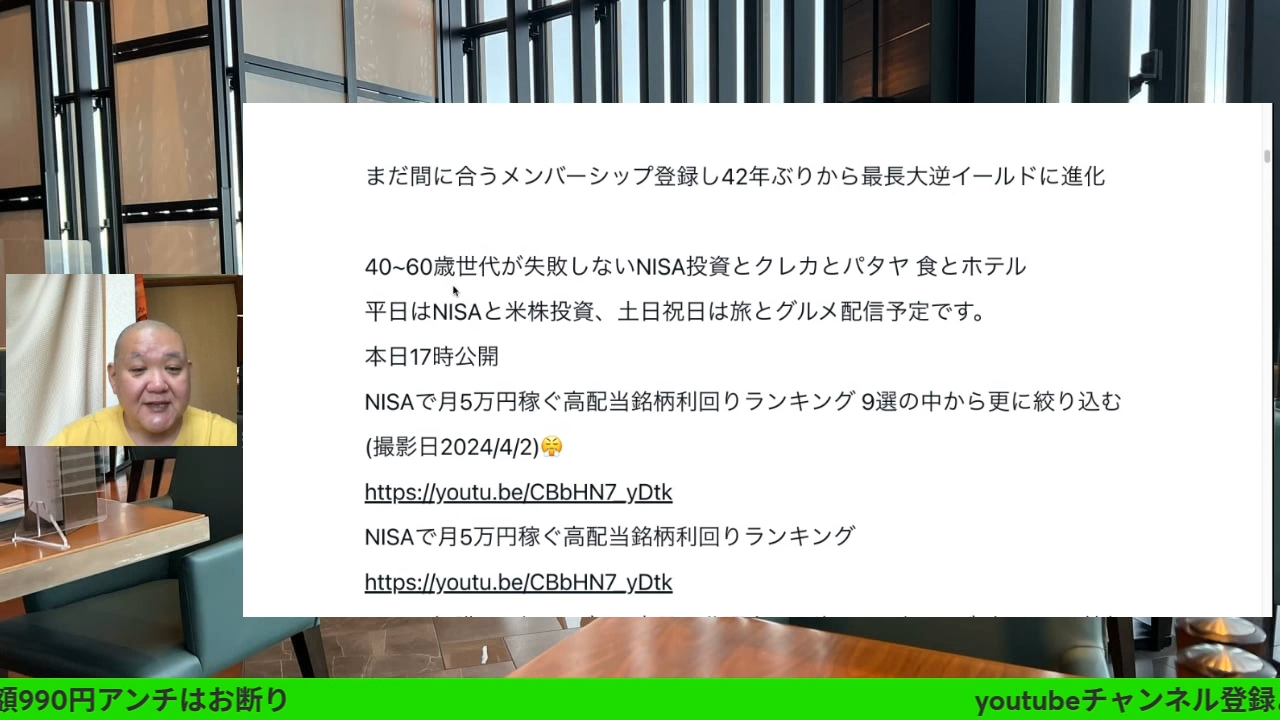 まだ間に合うメンバーシップ登録し42年ぶりから最長大逆イールドに進化
40~60歳世代が失敗しないNISA投資とクレカとパタヤ 食とホテル
平日はNISAと米株投資、土日祝日は旅とグルメ配信予定です。
本日17時公開
NISAで月5万円稼ぐ高配当銘柄利回りランキング 9選の中から更に絞り込む
(撮影日2024/4/2)😤
https://youtu.be/CBbHN7_yDtk
NISAで月5万円稼ぐ高配当銘柄利回りランキング
https://youtu.be/CBbHN7_yDtk
額990円アンチはお断り
youtubeチャンネル登録